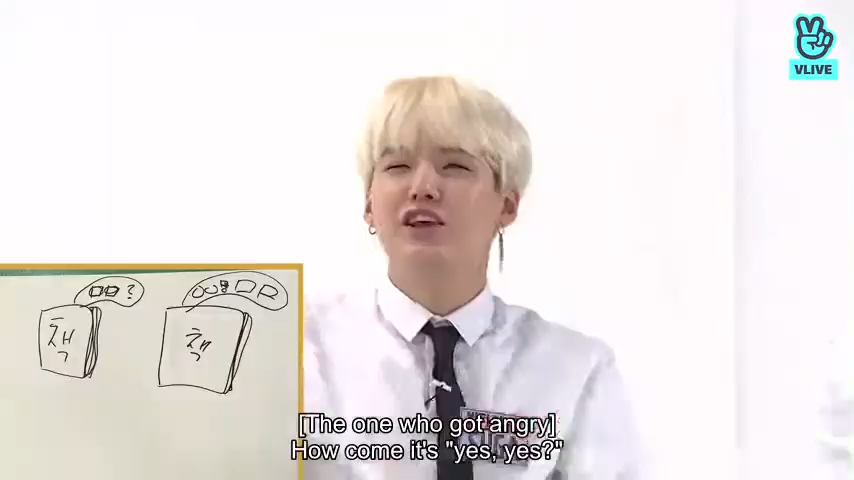 VLIVE
책
책
[The one who got angry]
How come it's "yes, yes?"